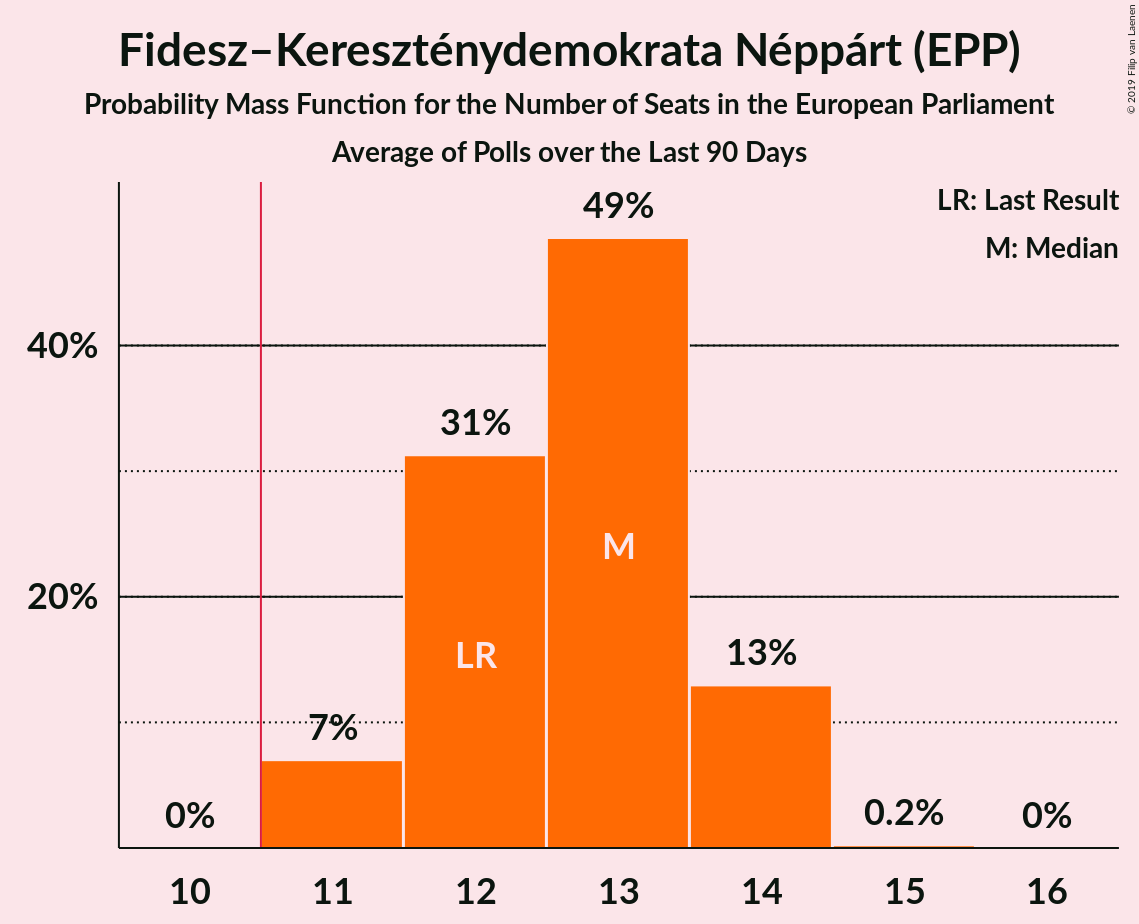 Fidesz–Kereszténydemokrata Néppárt (EPP)
Probability Mass Function for the Number of Seats in the European Parliament
Average of Polls over the Last 90 Days
© 2019 Filip van Laenen
LR: Last Result
M: Median
49%
40%
31%
M
20%
LR
13%
7%
0%
0.2%
0%
10 11 12 13 14 15 16